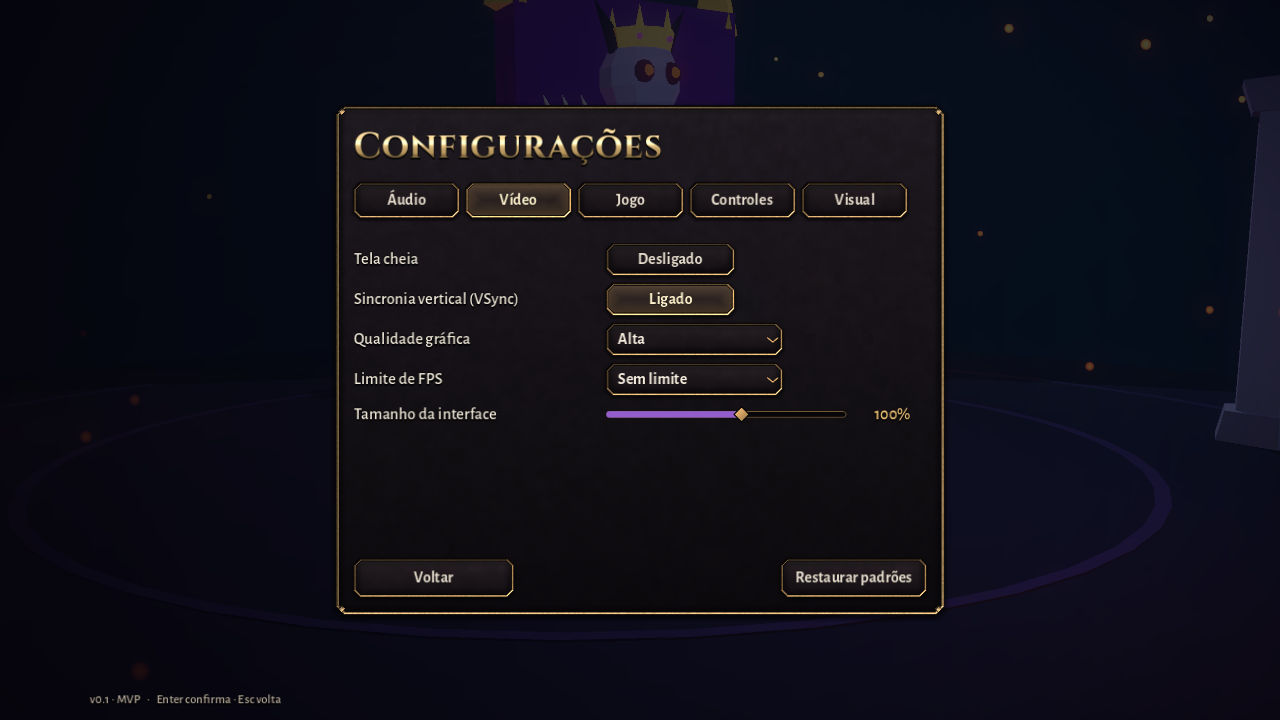 Configurações
Áudio Vídeo Jogo Controles Visual
Tela cheia Desligado
Sincronia vertical (VSync) Ligado
Qualidade gráfica Alta
Limite de FPS Sem limite
Tamanho da interface 100%
Voltar Restaurar padrões
v0.1 · MVP · Enter confirma · Esc volta